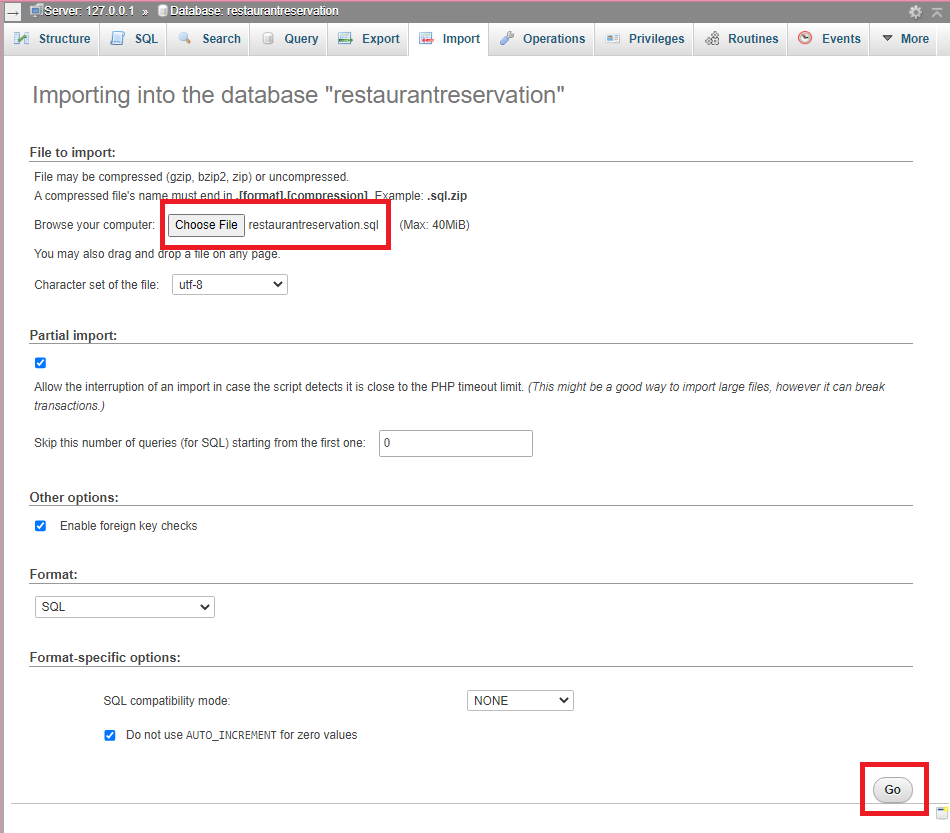 Server: 127.0.0.1 » Database: restaurantreservation
Structure SQL Search Query Export Import Operations Privileges Routines Events More
Importing into the database "restaurantreservation"
File to import:
File may be compressed (gzip, bzip2, zip) or uncompressed.
A compressed file's name must end in .[format].[compression]. Example: .sql.zip
Browse your computer: Choose File restaurantreservation.sql (Max: 40MiB)
You may also drag and drop a file on any page.
Character set of the file: utf-8
Partial import:
Allow the interruption of an import in case the script detects it is close to the PHP timeout limit. (This might be a good way to import large files, however it can break
transactions.)
Skip this number of queries (for SQL) starting from the first one: 0
Other options:
Enable foreign key checks
Format:
SQL
Format-specific options:
SQL compatibility mode: NONE
Do not use AUTO_INCREMENT for zero values
Go